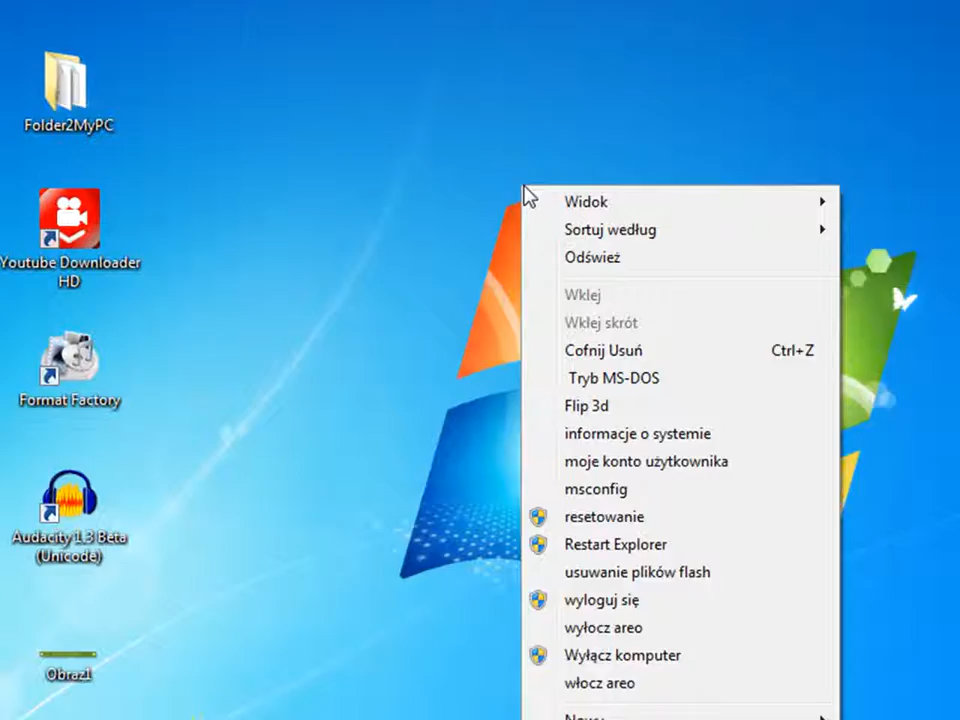 Folder2MyPC
Youtube Downloader
HD
Format Factory
Audacity 1.3 Beta
(Unicode)
Obraz1
Widok
Sortuj według
Odśwież
Wklej
Wklej skrót
Cofnij Usuń Ctrl+Z
Tryb MS-DOS
Flip 3d
informacje o systemie
moje konto użytkownika
msconfig
resetowanie
Restart Explorer
usuwanie plików flash
wyloguj się
wyłocz areo
Wyłącz komputer
włocz areo